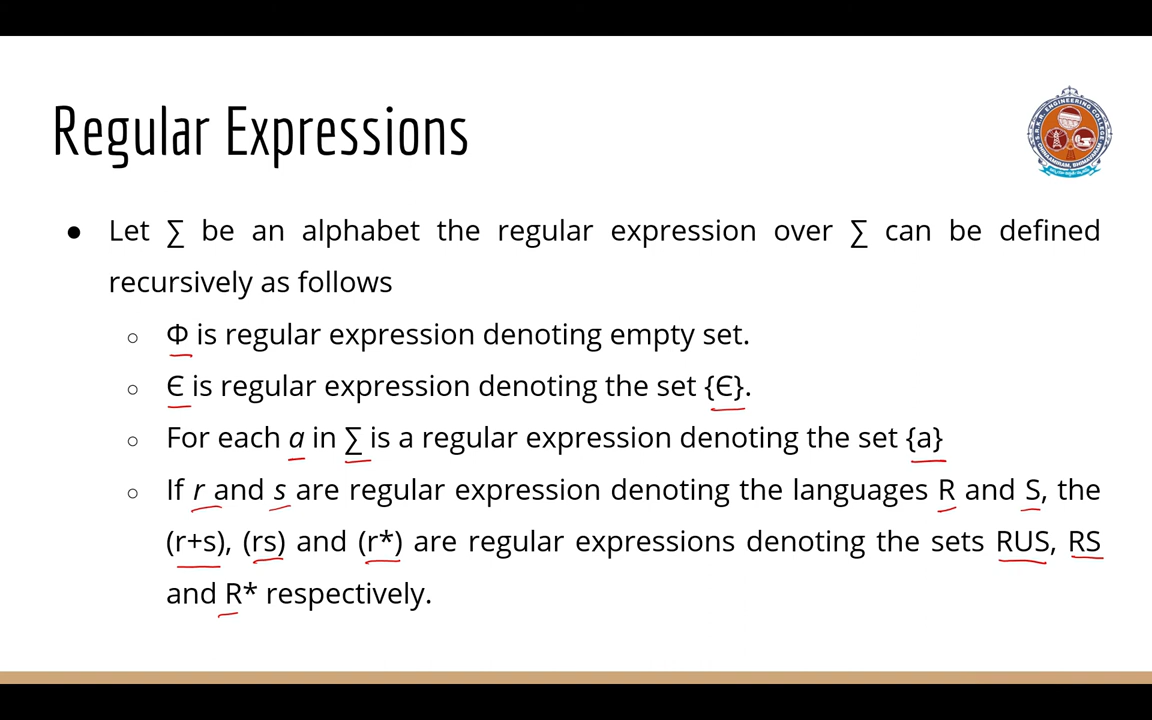 Regular Expressions
● Let ∑ be an alphabet the regular expression over ∑ can be defined
recursively as follows
○ Φ is regular expression denoting empty set.
○ Є is regular expression denoting the set {Є}.
○ For each a in ∑ is a regular expression denoting the set {a}
○ If r and s are regular expression denoting the languages R and S, the
(r+s), (rs) and (r*) are regular expressions denoting the sets RUS, RS
and R* respectively.
ENGINEERING COLLEGE